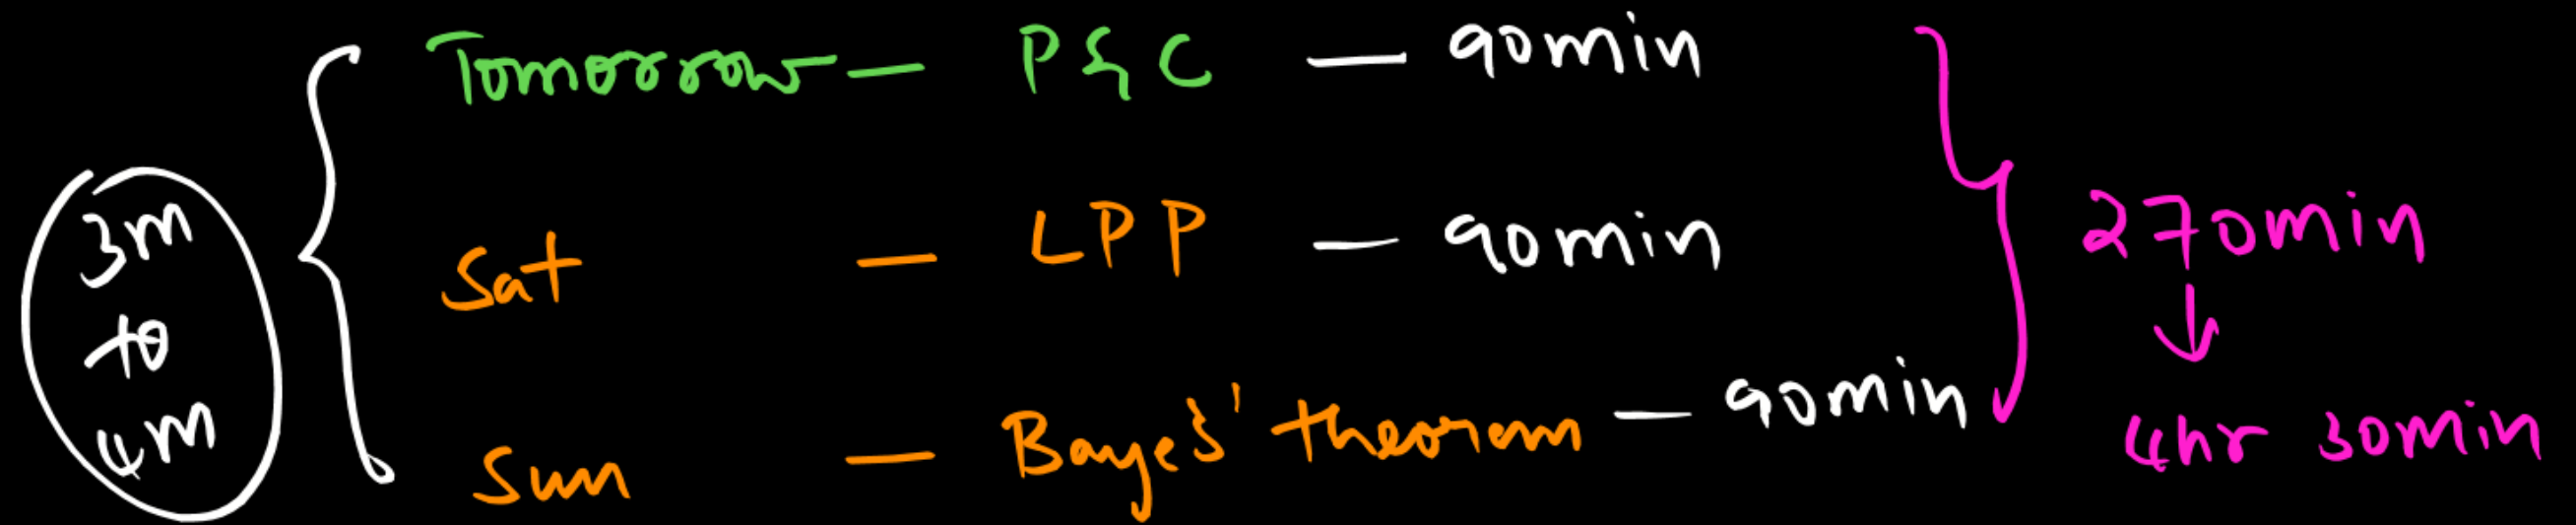 Tomorrow — P & C — 90min
Sat — LPP — 90min
Sun — Bayes' theorem — 90min
3m
to
4m
270min
↓
4hr 30min